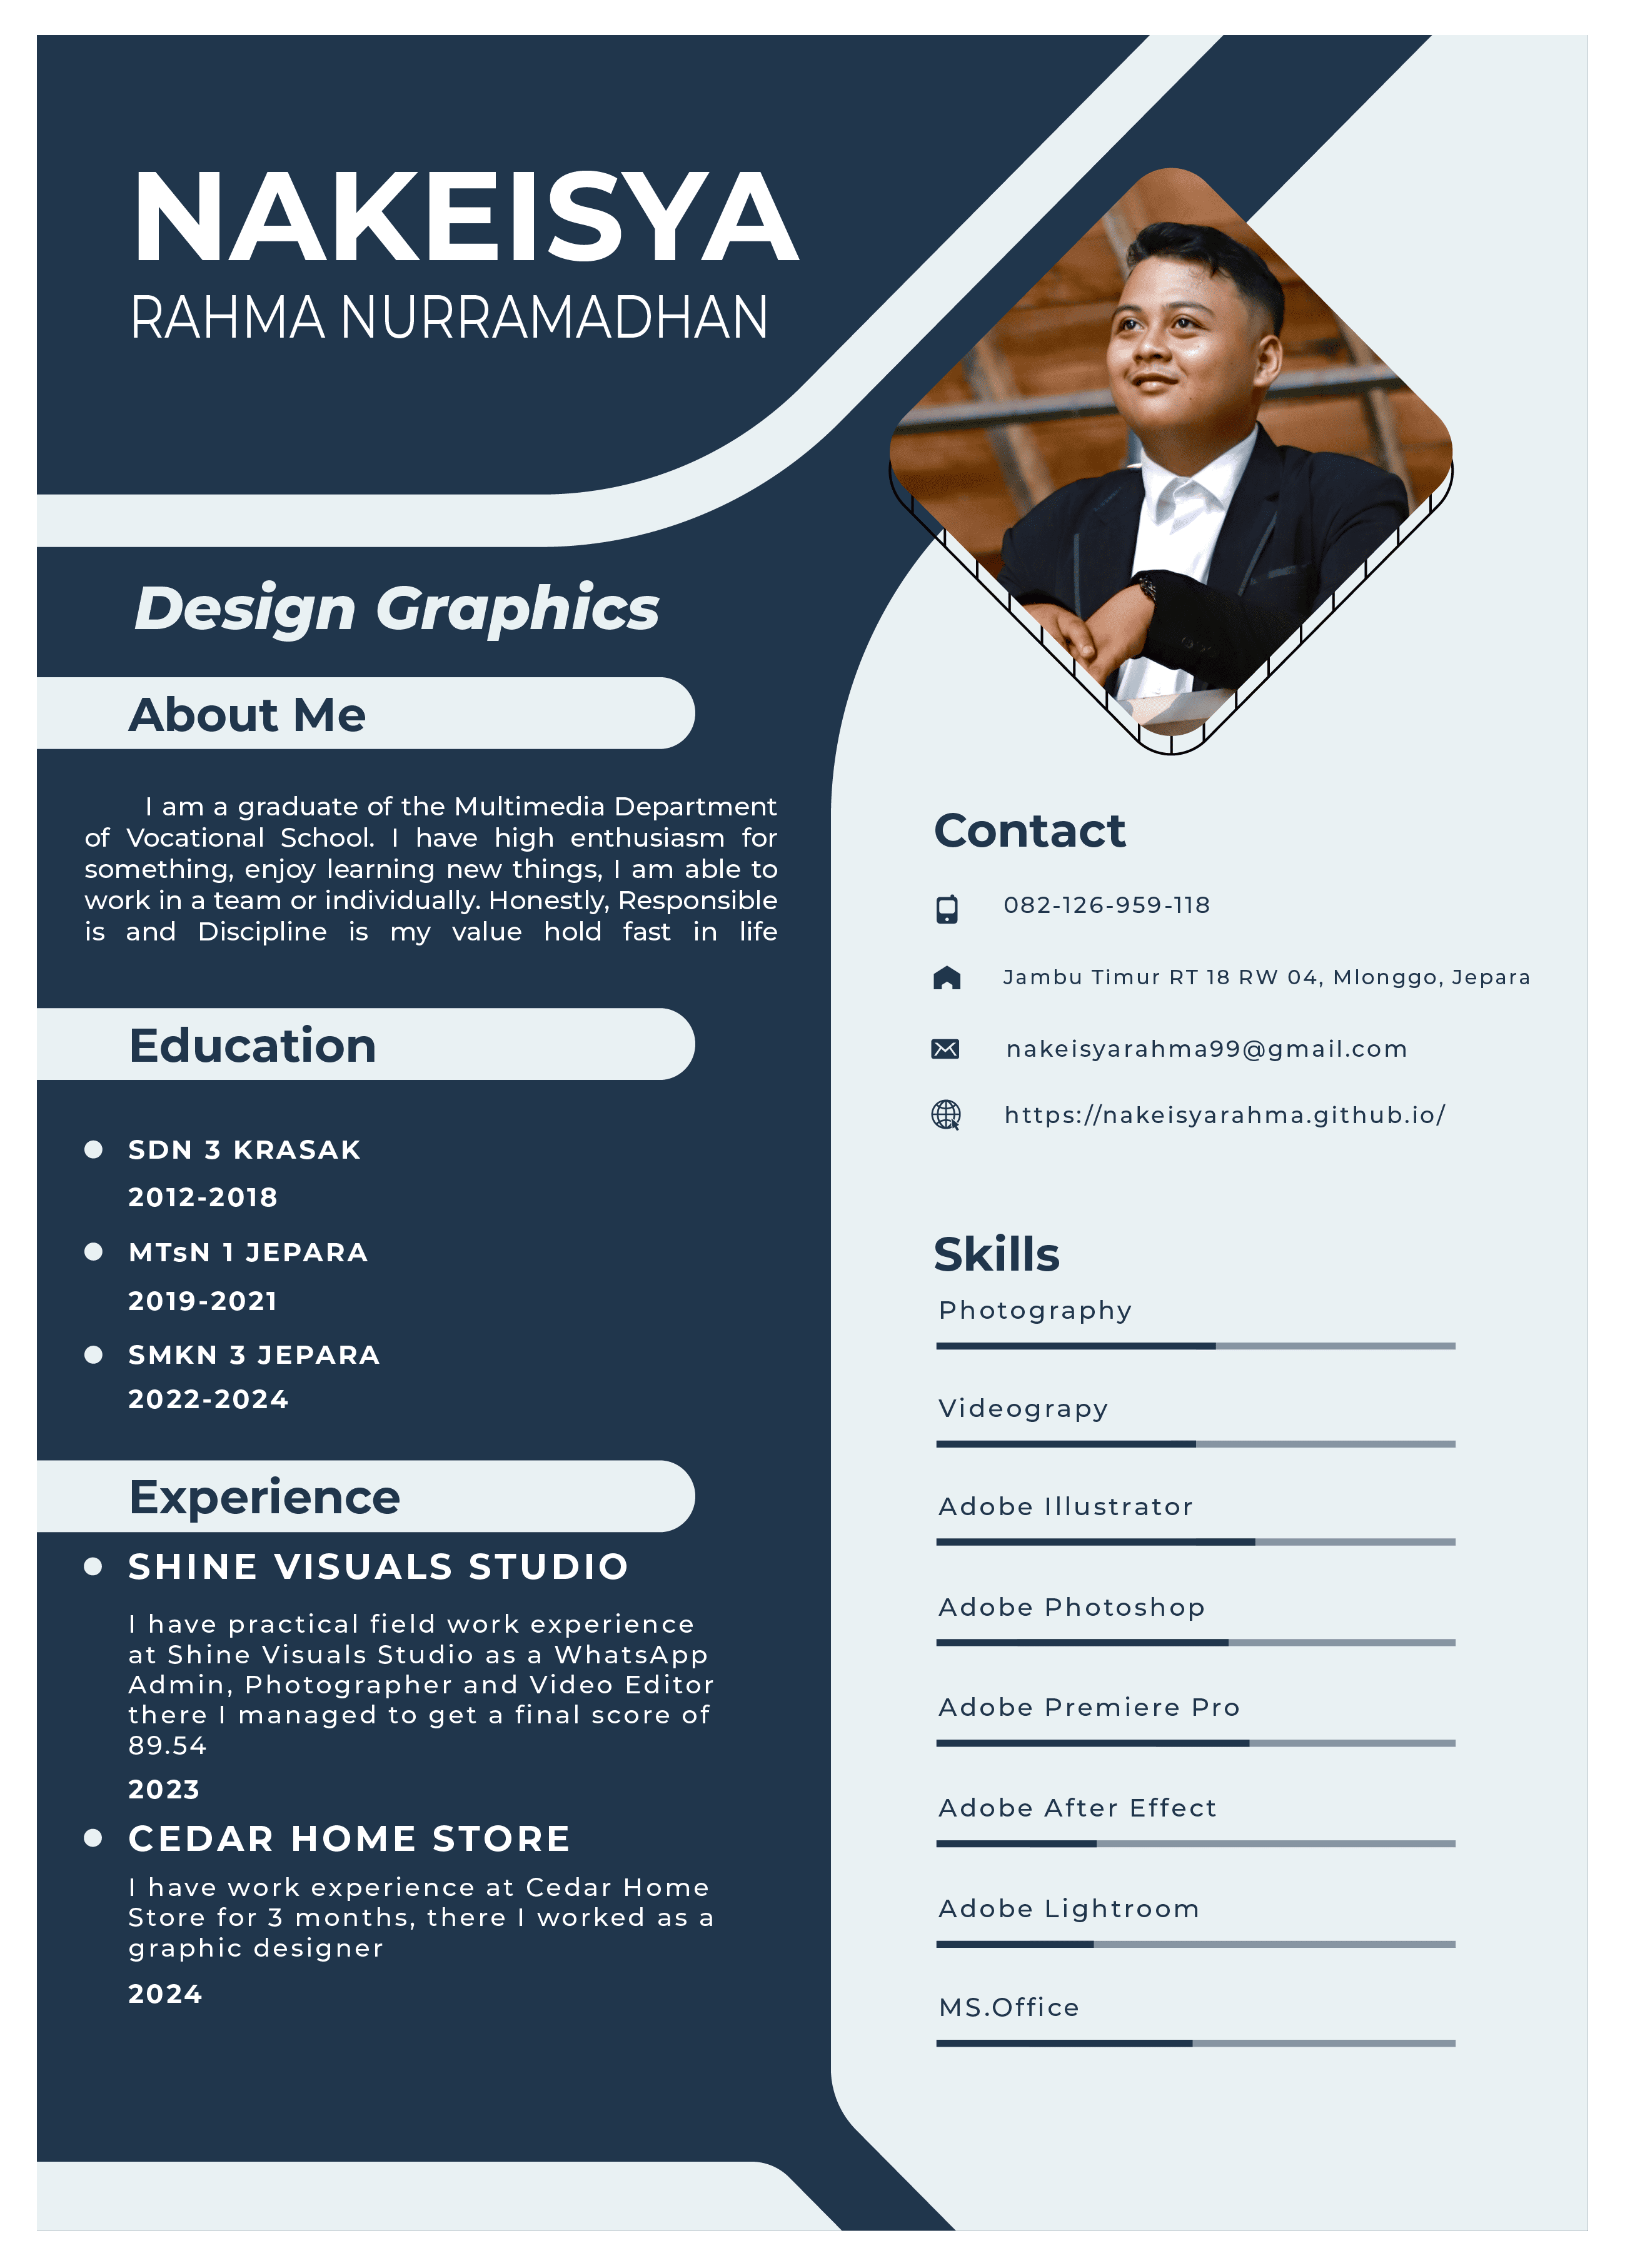 NAKEISYA
RAHMA NURRAMADHAN
Design Graphics
About Me
I am a graduate of the Multimedia Department
of Vocational School. I have high enthusiasm for
something, enjoy learning new things, I am able to
work in a team or individually. Honestly, Responsible
is and Discipline is my value hold fast in life
Education
SDN 3 KRASAK
2012-2018
MTsN 1 JEPARA
2019-2021
SMKN 3 JEPARA
2022-2024
Experience
SHINE VISUALS STUDIO
I have practical field work experience
at Shine Visuals Studio as a WhatsApp
Admin, Photographer and Video Editor
there I managed to get a final score of
89.54
2023
CEDAR HOME STORE
I have work experience at Cedar Home
Store for 3 months, there I worked as a
graphic designer
2024
Contact
082-126-959-118
Jambu Timur RT 18 RW 04, Mlonggo, Jepara
nakeisyarahma99@gmail.com
https://nakeisyarahma.github.io/
Skills
Photography
Videograpy
Adobe Illustrator
Adobe Photoshop
Adobe Premiere Pro
Adobe After Effect
Adobe Lightroom
MS.Office